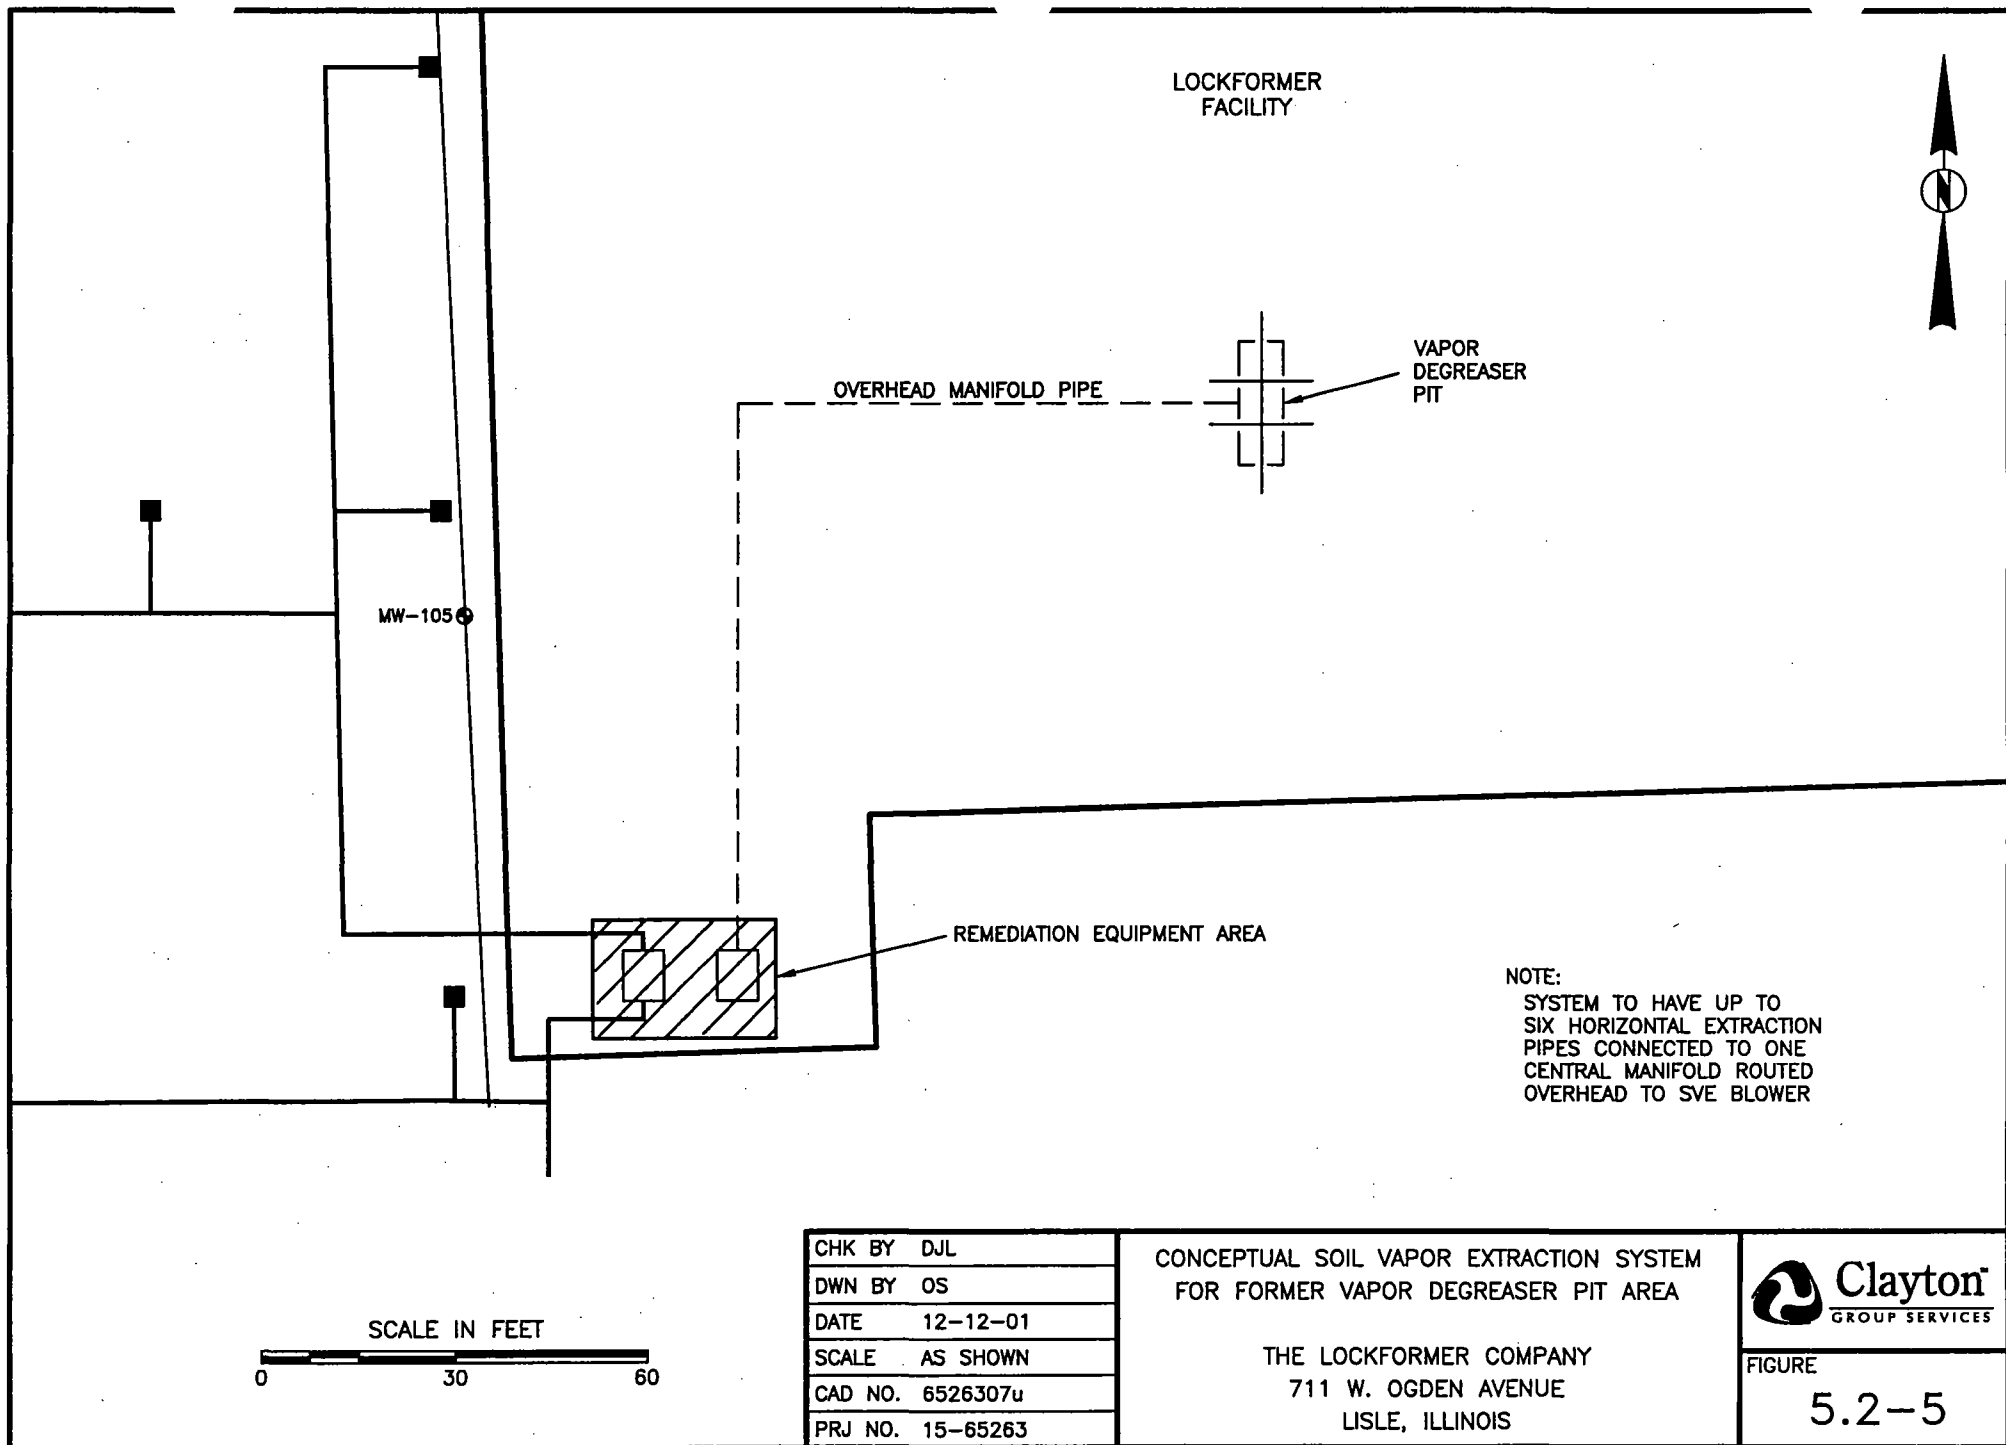 LOCKFORMER
FACILITY
N
VAPOR
DEGREASER
PIT
OVERHEAD MANIFOLD PIPE
MW-105
REMEDIATION EQUIPMENT AREA
NOTE:
SYSTEM TO HAVE UP TO
SIX HORIZONTAL EXTRACTION
PIPES CONNECTED TO ONE
CENTRAL MANIFOLD ROUTED
OVERHEAD TO SVE BLOWER
SCALE IN FEET
0 30 60
CHK BY DJL
DWN BY OS
DATE 12-12-01
SCALE AS SHOWN
CAD NO. 6526307u
PRJ NO. 15-65263
CONCEPTUAL SOIL VAPOR EXTRACTION SYSTEM
FOR FORMER VAPOR DEGREASER PIT AREA
THE LOCKFORMER COMPANY
711 W. OGDEN AVENUE
LISLE, ILLINOIS
Clayton
GROUP SERVICES
FIGURE
5.2-5